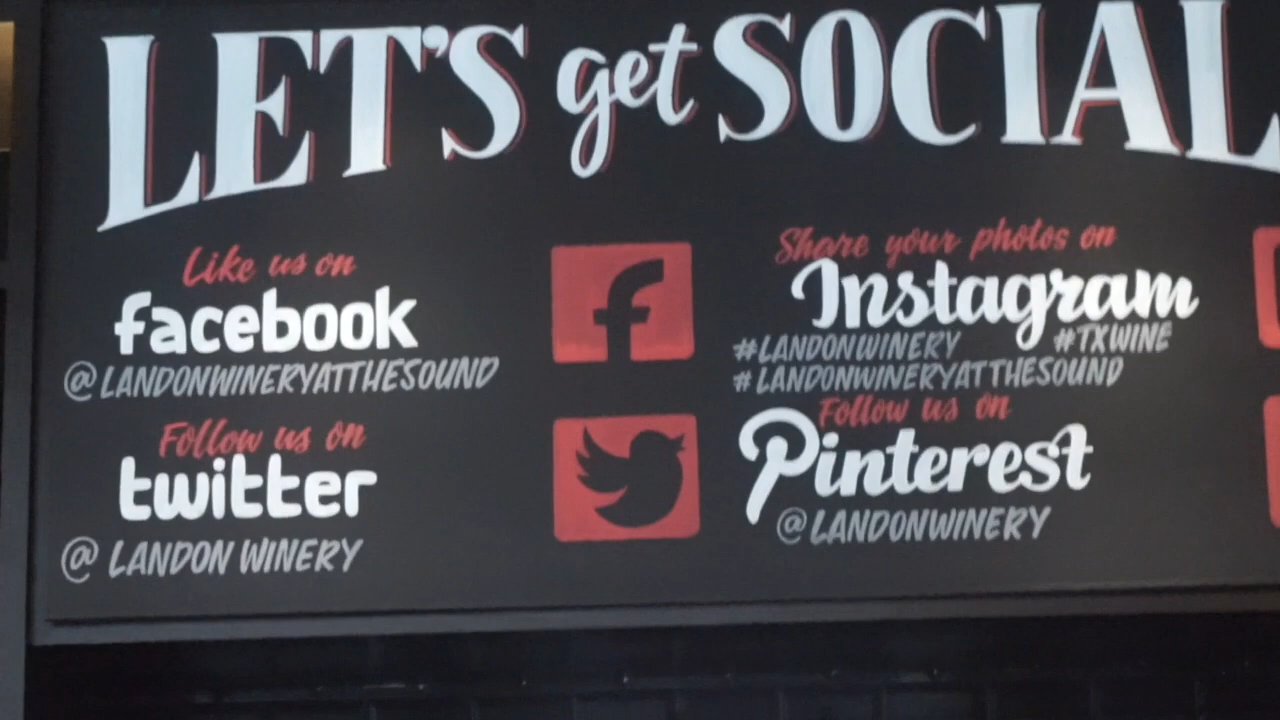 LET'S get SOCIAL
Like us on
facebook
@LANDONWINERYATTHESOUND
Follow us on
twitter
@ LANDON WINERY
Share your photos on
Instagram
#LANDONWINERY #TXWINE
#LANDONWINERYATTHESOUND
Follow us on
Pinterest
@LANDONWINERY